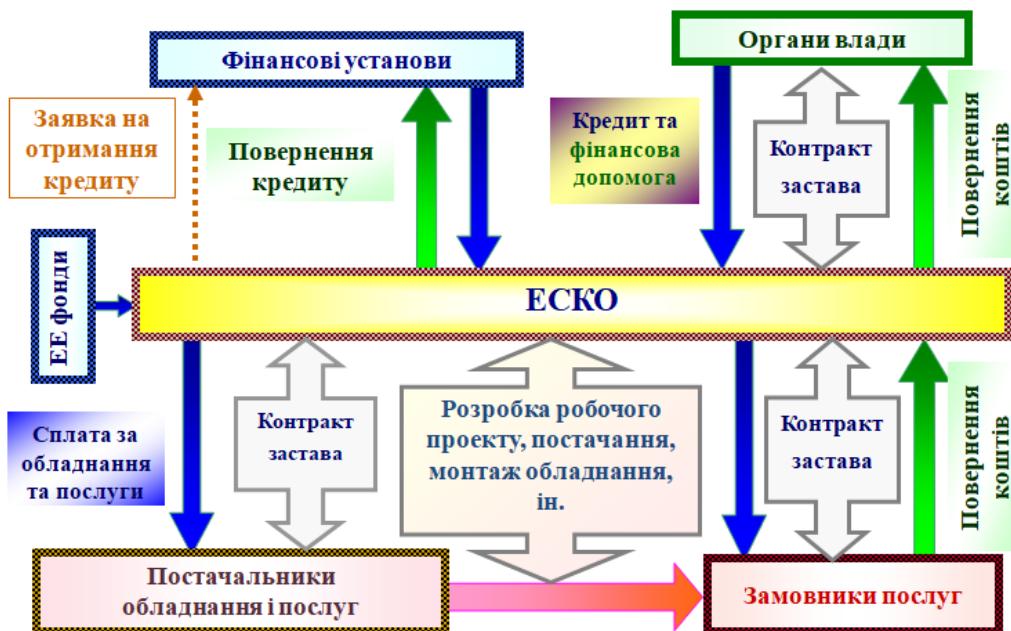 Фінансові установи
Органи влади
Заявка на
отримання
кредиту
Повернення
кредиту
Кредит та
фінансова
допомога
Контракт
застава
Повернення
коштів
ЕЕ фонди
ЕСКО
Сплата за
обладнання
та послуги
Контракт
застава
Розробка робочого
проекту, постачання,
монтаж обладнання,
ін.
Контракт
застава
Повернення
коштів
Постачальники
обладнання і послуг
Замовники послуг